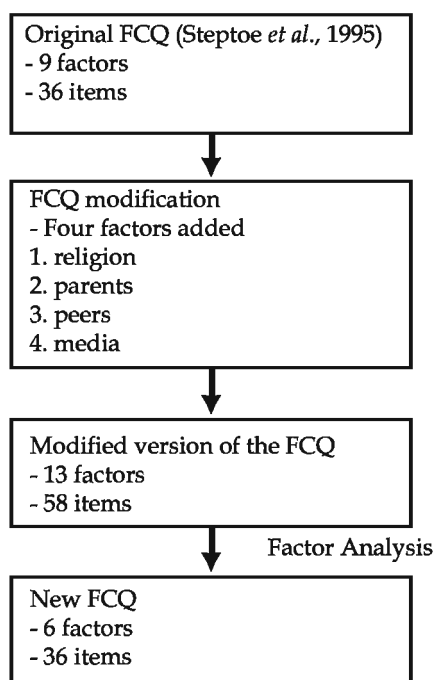 Original FCQ (Steptoe et al., 1995)
- 9 factors
- 36 items
FCQ modification
- Four factors added
1. religion
2. parents
3. peers
4. media
Modified version of the FCQ
- 13 factors
- 58 items
Factor Analysis
New FCQ
- 6 factors
- 36 items